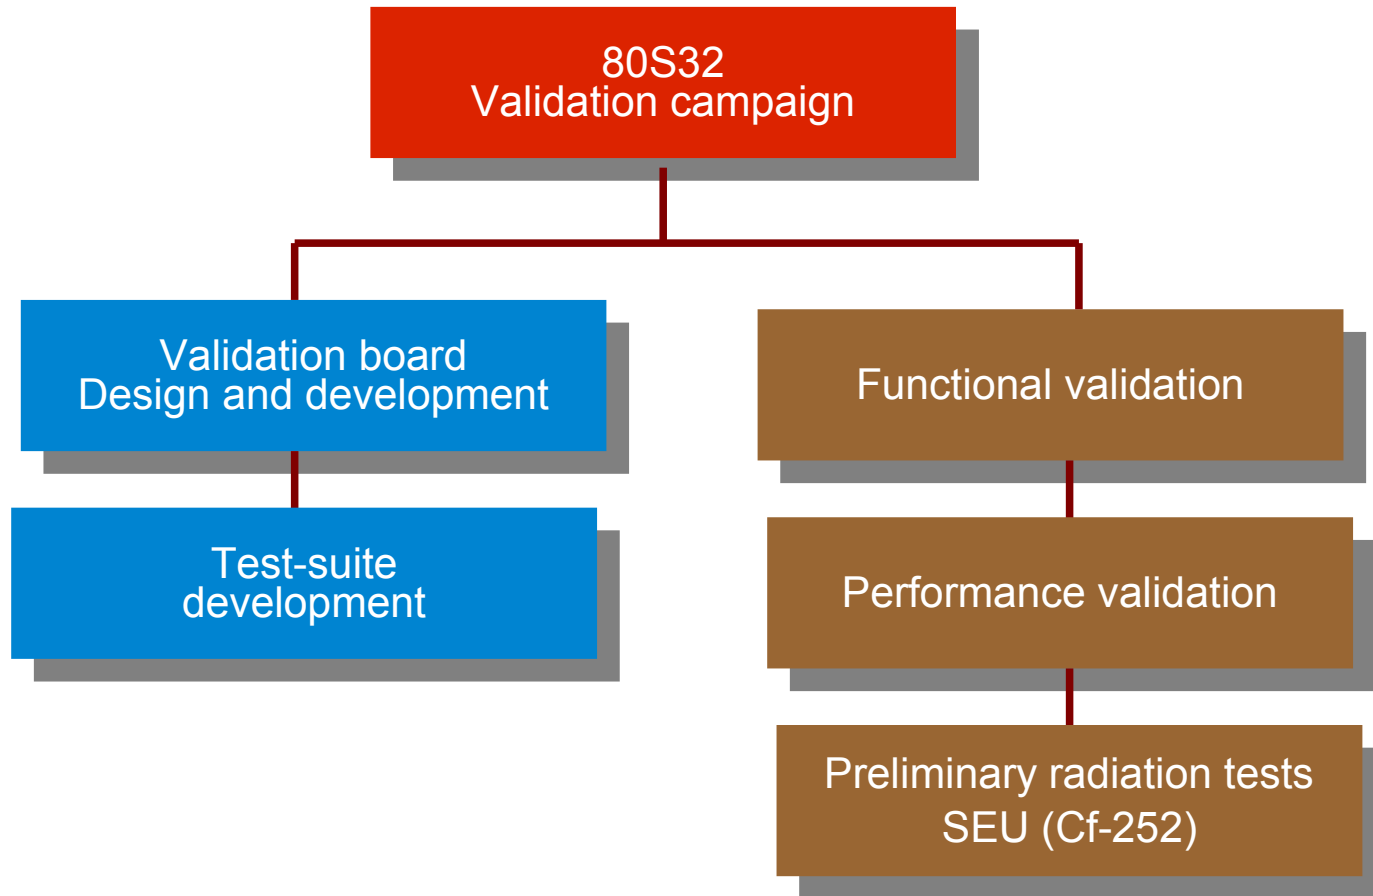 80S32
Validation campaign
Validation board
Design and development
Test-suite
development
Functional validation
Performance validation
Preliminary radiation tests
SEU (Cf-252)